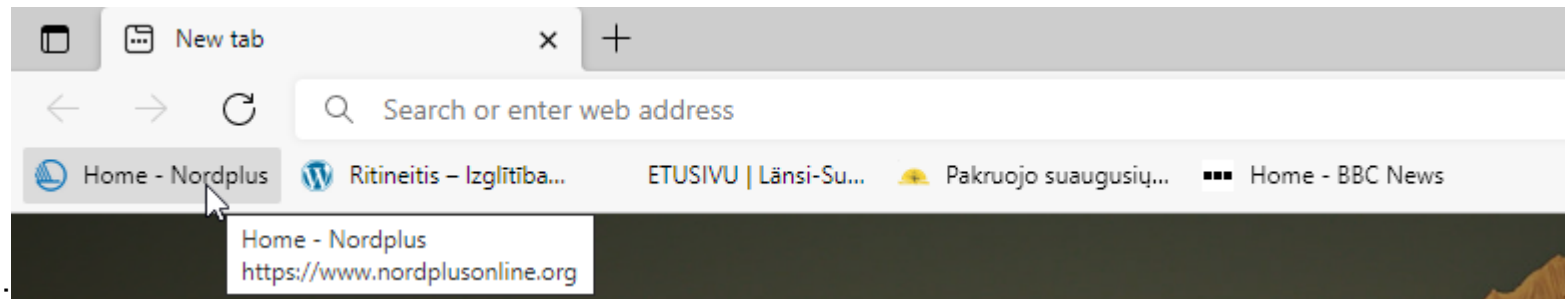 New tab
Search or enter web address
Home - Nordplus Ritineitis – Izglītība... ETUSIVU | Länsi-Su... Pakruojo suaugusių... Home - BBC News
Home - Nordplus
https://www.nordplusonline.org
.